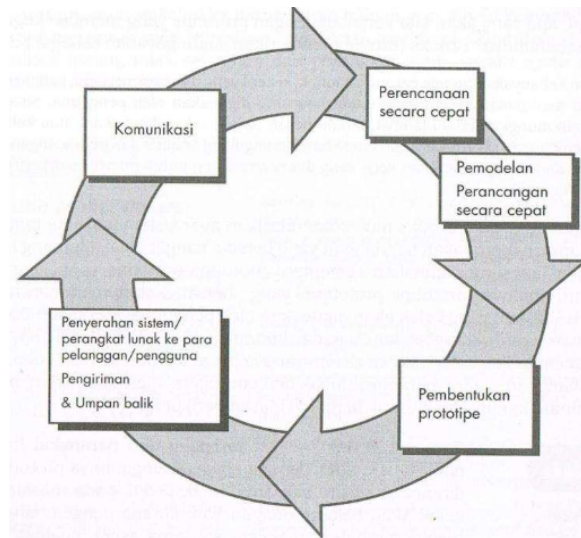 Komunikasi
Perencanaan
secara cepat
Pemodelan
Perancangan
secara cepat
Pembentukan
prototipe
Penyerahan sistem/
perangkat lunak ke para
pelanggan/pengguna
Pengiriman
& Umpan balik